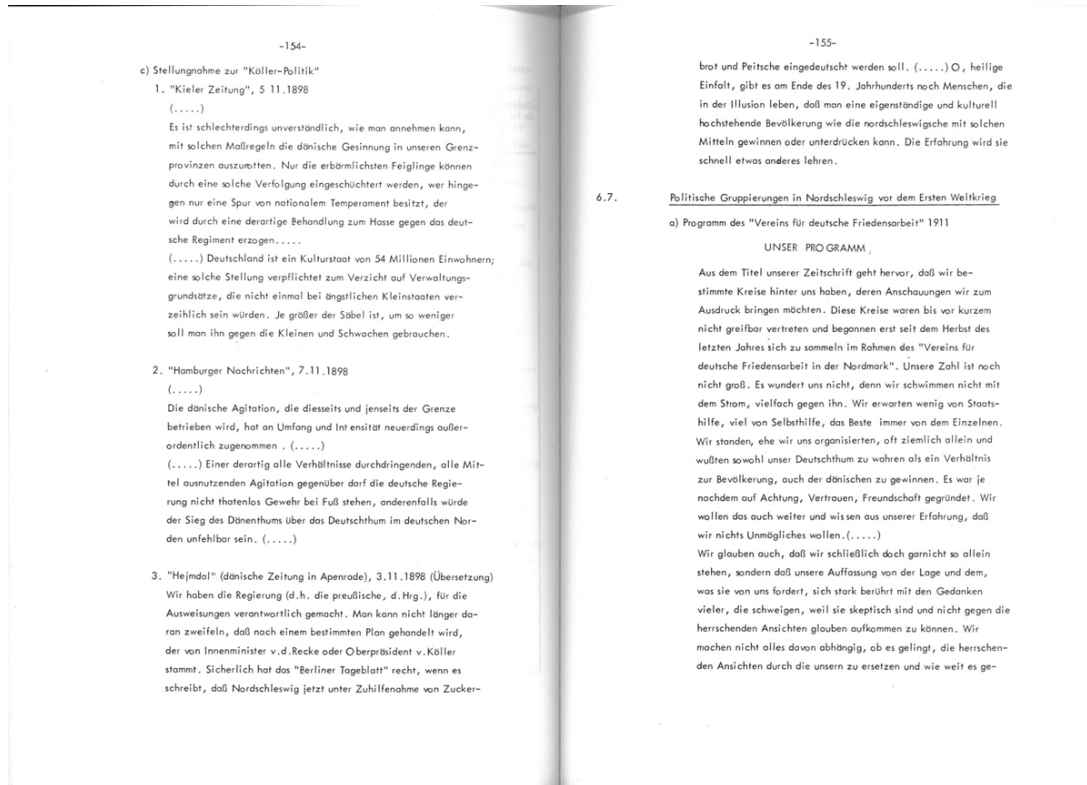 -154-
c) Stellungnahme zur "Köller-Politik"
1. "Kieler Zeitung", 5 11.1898
(.....)
Es ist schlechterdings unverständlich, wie man annehmen kann,
mit solchen Maßregeln die dänische Gesinnung in unseren Grenz-
provinzen auszurotten. Nur die erbärmlichsten Feiglinge können
durch eine solche Verfolgung eingeschüchtert werden, wer hinge-
gen nur eine Spur von nationalem Temperament besitzt, der
wird durch eine derartige Behandlung zum Hasse gegen das deut-
sche Regiment erzogen.....
(.....) Deutschland ist ein Kulturstaat von 54 Millionen Einwohnern;
eine solche Stellung verpflichtet zum Verzicht auf Verwaltungs-
grundsätze, die nicht einmal bei ängstlichen Kleinstaaten ver-
zeihlich sein würden. Je größer der Säbel ist, um so weniger
soll man ihn gegen die Kleinen und Schwachen gebrauchen.
2. "Hamburger Nachrichten", 7.11.1898
(.....)
Die dänische Agitation, die diesseits und jenseits der Grenze
betrieben wird, hat an Umfang und Intensität neuerdings außer-
ordentlich zugenommen . (.....)
(.....) Einer derartig alle Verhältnisse durchdringenden, alle Mit-
tel ausnutzenden Agitation gegenüber darf die deutsche Regie-
rung nicht thatenlos Gewehr bei Fuß stehen, anderenfalls würde
der Sieg des Dänenthums über das Deutschthum im deutschen Nor-
den unfehlbar sein. (.....)
3. "Hejmdal" (dänische Zeitung in Apenrade), 3.11.1898 (Übersetzung)
Wir haben die Regierung (d.h. die preußische, d.Hrg.), für die
Ausweisungen verantwortlich gemacht. Man kann nicht länger da-
ran zweifeln, daß nach einem bestimmten Plan gehandelt wird,
der von Innenminister v.d.Recke oder Oberpräsident v.Köller
stammt. Sicherlich hat das "Berliner Tageblatt" recht, wenn es
schreibt, daß Nordschleswig jetzt unter Zuhilfenahme von Zucker-
-155-
brot und Peitsche eingedeutscht werden soll. (.....) O, heilige
Einfalt, gibt es am Ende des 19. Jahrhunderts noch Menschen, die
in der Illusion leben, daß man eine eigenständige und kulturell
hochstehende Bevölkerung wie die nordschleswigsche mit solchen
Mitteln gewinnen oder unterdrücken kann. Die Erfahrung wird sie
schnell etwas anderes lehren.
6.7. Politische Gruppierungen in Nordschleswig vor dem Ersten Weltkrieg
a) Programm des "Vereins für deutsche Friedensarbeit" 1911
UNSER PROGRAMM
Aus dem Titel unserer Zeitschrift geht hervor, daß wir be-
stimmte Kreise hinter uns haben, deren Anschauungen wir zum
Ausdruck bringen möchten. Diese Kreise waren bis vor kurzem
nicht greifbar vertreten und begannen erst seit dem Herbst des
letzten Jahres sich zu sammeln im Rahmen des "Vereins für
deutsche Friedensarbeit in der Nordmark". Unsere Zahl ist noch
nicht groß. Es wundert uns nicht, denn wir schwimmen nicht mit
dem Strom, vielfach gegen ihn. Wir erwarten wenig von Staats-
hilfe, viel von Selbsthilfe, das Beste immer von dem Einzelnen.
Wir standen, ehe wir uns organisierten, oft ziemlich allein und
wußten sowohl unser Deutschthum zu wahren als ein Verhältnis
zur Bevölkerung, auch der dänischen zu gewinnen. Es war je
nachdem auf Achtung, Vertrauen, Freundschaft gegründet. Wir
wollen das auch weiter und wissen aus unserer Erfahrung, daß
wir nichts Unmögliches wollen.(.....)
Wir glauben auch, daß wir schließlich doch garnicht so allein
stehen, sondern daß unsere Auffassung von der Lage und dem,
was sie von uns fordert, sich stark berührt mit den Gedanken
vieler, die schweigen, weil sie skeptisch sind und nicht gegen die
herrschenden Ansichten glauben aufkommen zu können. Wir
machen nicht alles davon abhängig, ob es gelingt, die herrschen-
den Ansichten durch die unsern zu ersetzen und wie weit es ge-